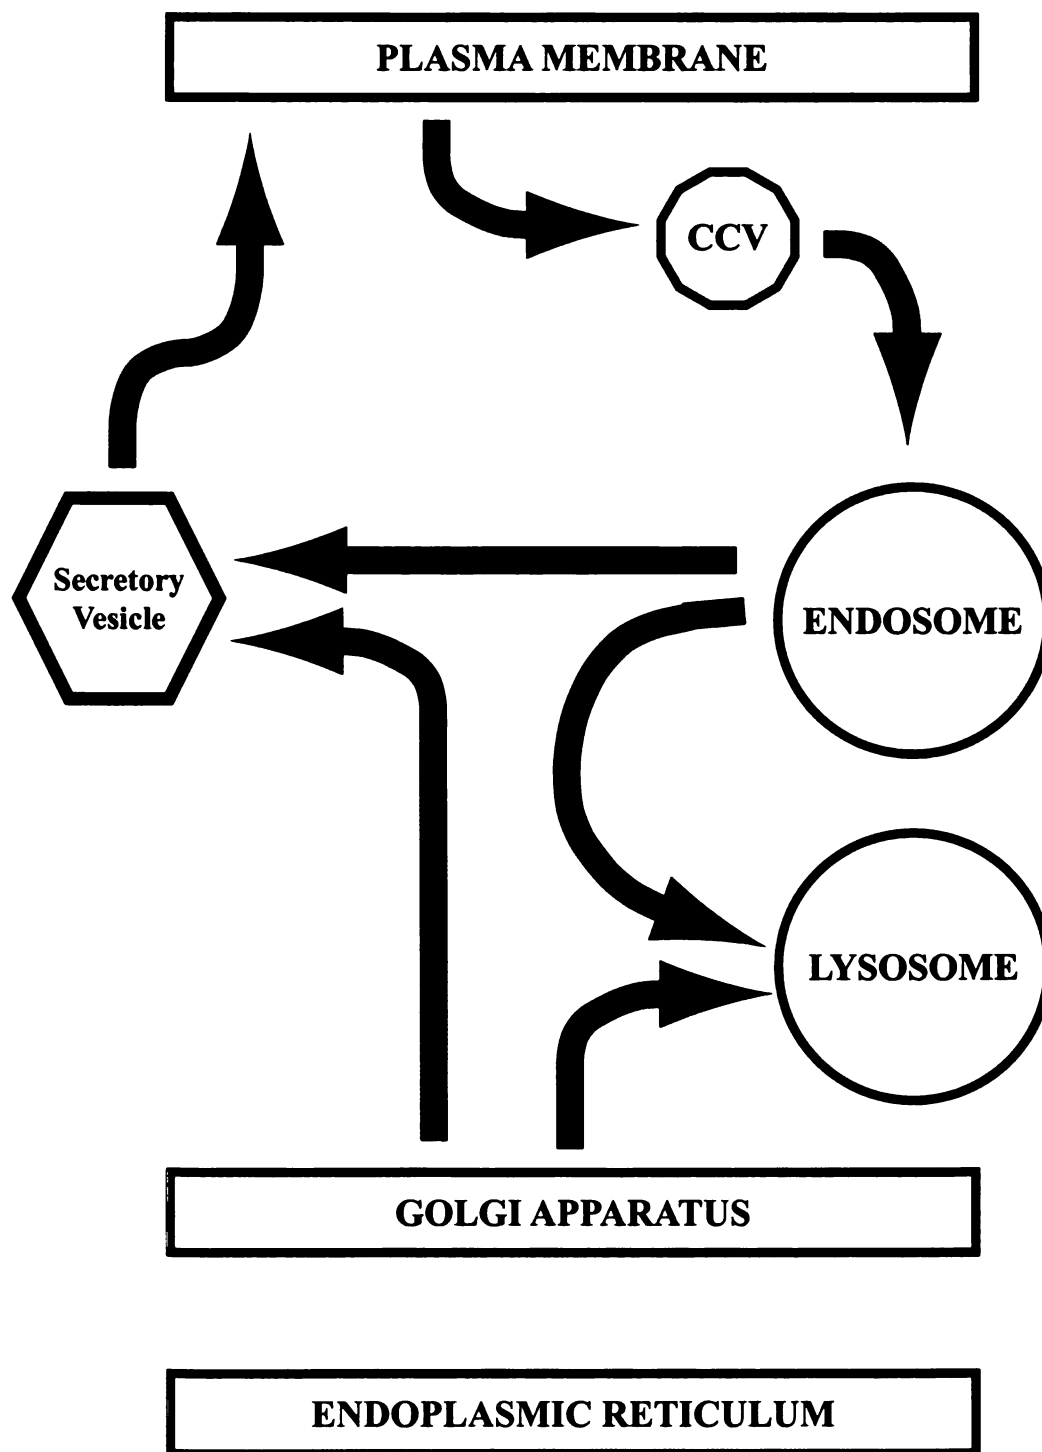 PLASMA MEMBRANE
CCV
Secretory
Vesicle
ENDOSOME
LYSOSOME
GOLGI APPARATUS
ENDOPLASMIC RETICULUM